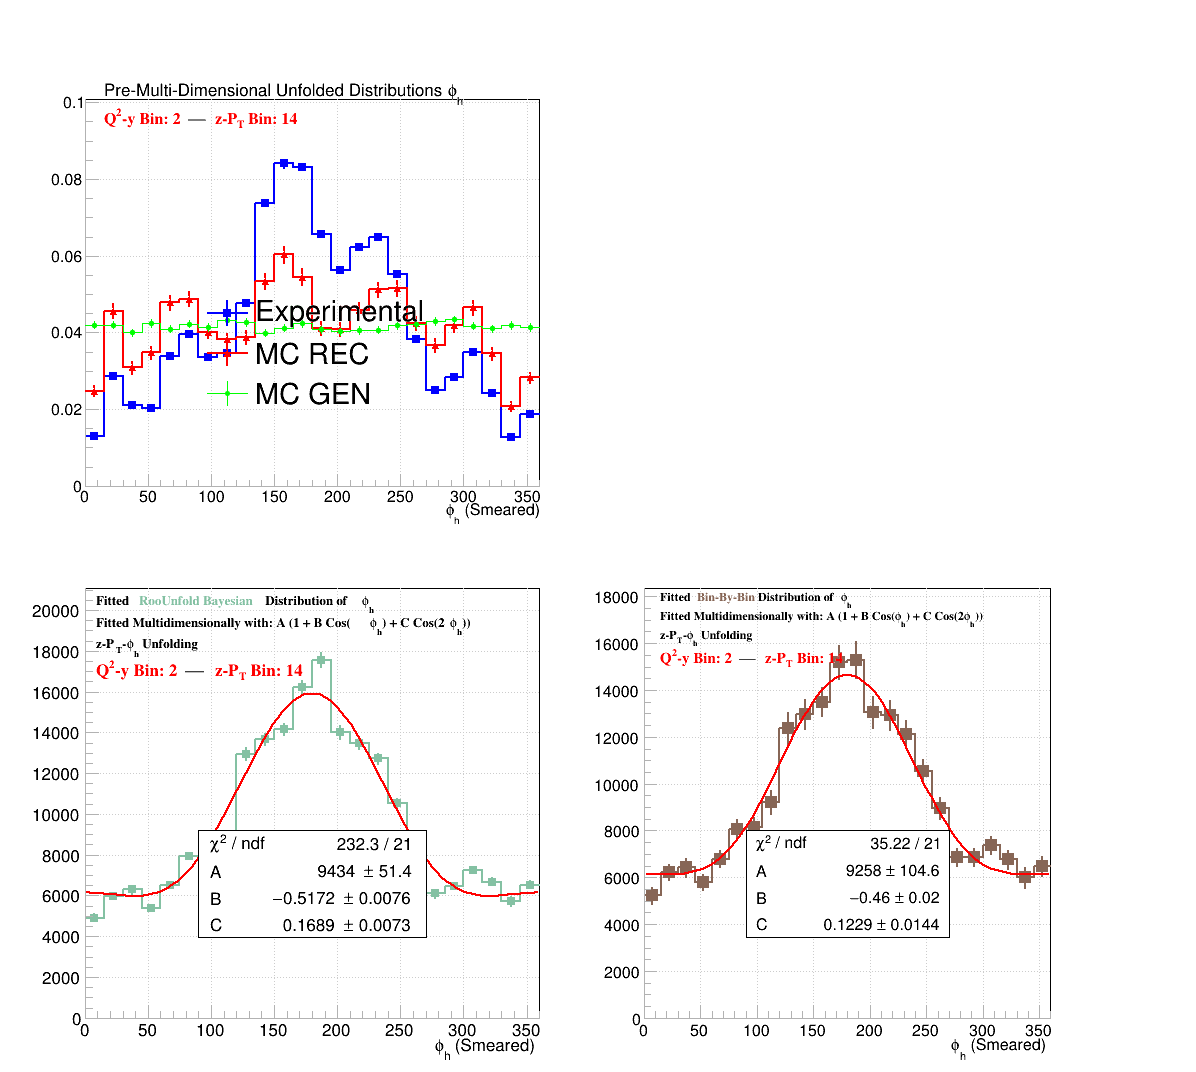 Pre-Multi-Dimensional Unfolded Distributions ϕh
Q²-y Bin: 2 — z-PT Bin: 14
0.1
0.08
0.06
0.04
0.02
0
Experimental
MC REC
MC GEN
0 50 100 150 200 250 300 350
ϕh (Smeared)
Fitted RooUnfold Bayesian Distribution of ϕh
Fitted Multidimensionally with: A (1 + B Cos( ϕh) + C Cos(2 ϕh))
z-PT-ϕh Unfolding
Q²-y Bin: 2 — z-PT Bin: 14
20000
18000
16000
14000
12000
10000
8000
6000
4000
2000
0
χ² / ndf 232.3 / 21
A 9434 ± 51.4
B −0.5172 ± 0.0076
C 0.1689 ± 0.0073
0 50 100 150 200 250 300 350
ϕh (Smeared)
Fitted Bin-By-Bin Distribution of ϕh
Fitted Multidimensionally with: A (1 + B Cos(ϕh) + C Cos(2ϕh))
z-PT-ϕh Unfolding
Q²-y Bin: 2 — z-PT Bin: 14
18000
16000
14000
12000
10000
8000
6000
4000
2000
0
χ² / ndf 35.22 / 21
A 9258 ± 104.6
B −0.46 ± 0.02
C 0.1229 ± 0.0144
0 50 100 150 200 250 300 350
ϕh (Smeared)